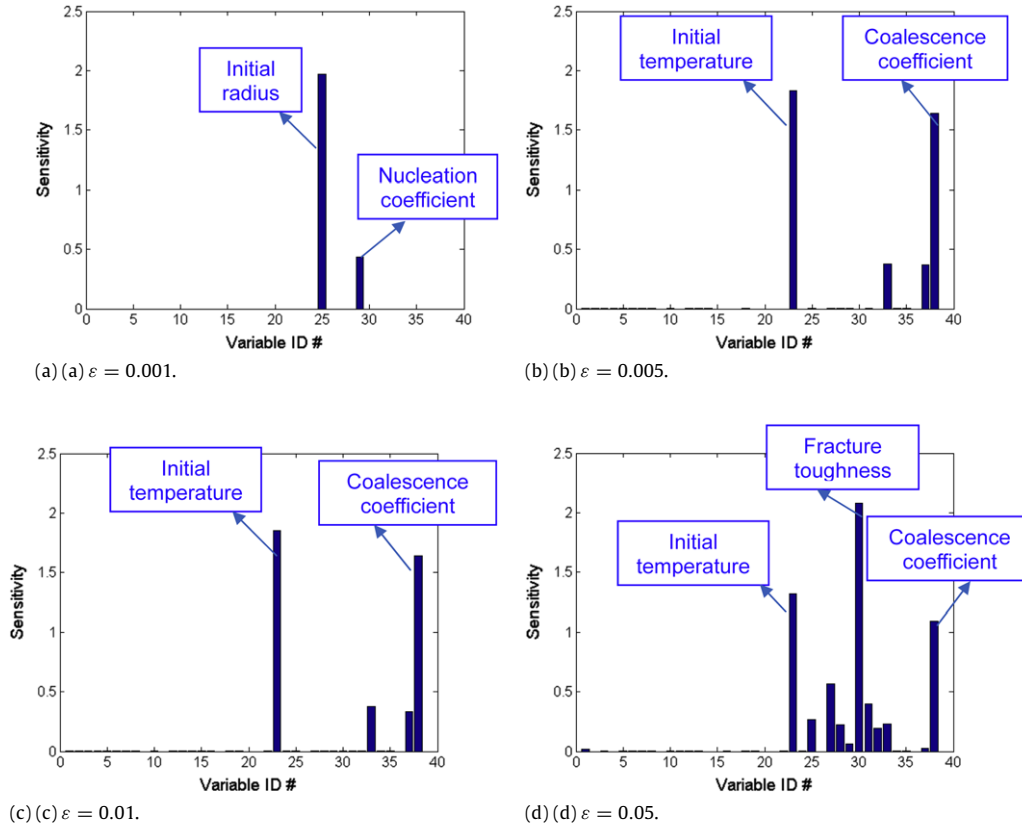 2.5
2
1.5
1
0.5
0
Sensitivity
Initial
radius
Nucleation
coefficient
0 5 10 15 20 25 30 35 40
Variable ID #
(a) (a) ε = 0.001.
2.5
2
1.5
1
0.5
0
Sensitivity
Initial
temperature
Coalescence
coefficient
0 5 10 15 20 25 30 35 40
Variable ID #
(b) (b) ε = 0.005.
2.5
2
1.5
1
0.5
0
Sensitivity
Initial
temperature
Coalescence
coefficient
0 5 10 15 20 25 30 35 40
Variable ID #
(c) (c) ε = 0.01.
2.5
2
1.5
1
0.5
0
Sensitivity
Fracture
toughness
Initial
temperature
Coalescence
coefficient
0 5 10 15 20 25 30 35 40
Variable ID #
(d) (d) ε = 0.05.